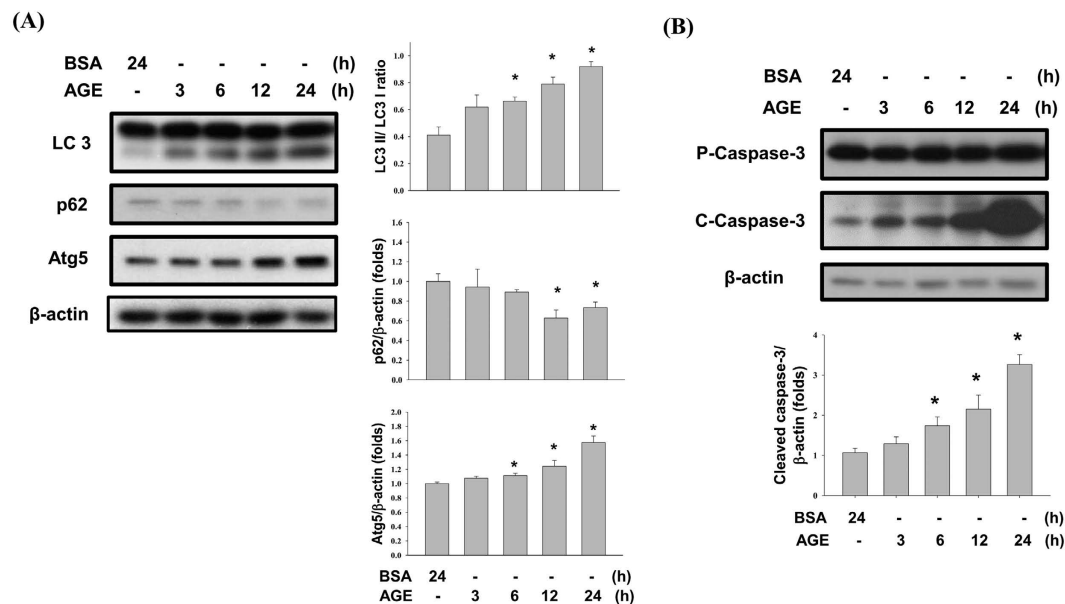 (A)
BSA 24 - - - - (h)
AGE - 3 6 12 24 (h)
LC 3
p62
Atg5
β-actin
LC3 II/ LC3 I ratio
1.0
0.8
0.6
0.4
0.2
0.0
* * *
p62/β-actin (folds)
1.6
1.4
1.2
1.0
0.8
0.6
0.4
0.2
0.0
* *
Atg5/β-actin (folds)
2.0
1.8
1.6
1.4
1.2
1.0
0.8
0.6
0.4
0.2
0.0
* * *
BSA 24 - - - - (h)
AGE - 3 6 12 24 (h)
(B)
BSA 24 - - - - (h)
AGE - 3 6 12 24 (h)
P-Caspase-3
C-Caspase-3
β-actin
Cleaved caspase-3/
β-actin (folds)
4
3
2
1
0
* * *
BSA 24 - - - - (h)
AGE - 3 6 12 24 (h)